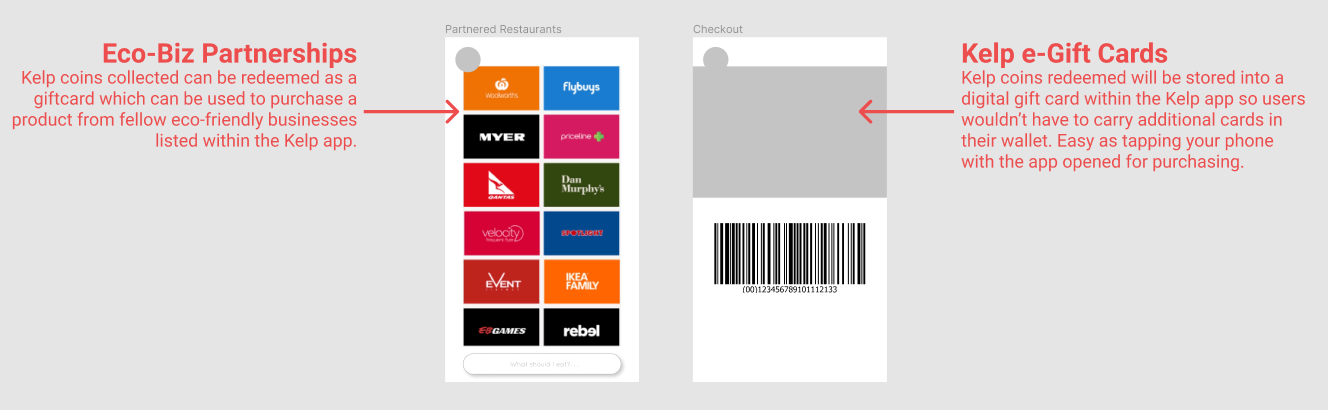 Eco-Biz Partnerships
Kelp coins collected can be redeemed as a
giftcard which can be used to purchase a
product from fellow eco-friendly businesses
listed within the Kelp app.
Partnered Restaurants
woolworths
flybuys
MYER
priceline
QANTAS
Dan
Murphy's
velocity
frequent flyer
SPOTLIGHT
EVENT
IKEA
FAMILY
EB GAMES
rebel
What should I eat? ...
Checkout
(00)123456789101112133
Kelp e-Gift Cards
Kelp coins redeemed will be stored into a
digital gift card within the Kelp app so users
wouldn't have to carry additional cards in
their wallet. Easy as tapping your phone
with the app opened for purchasing.